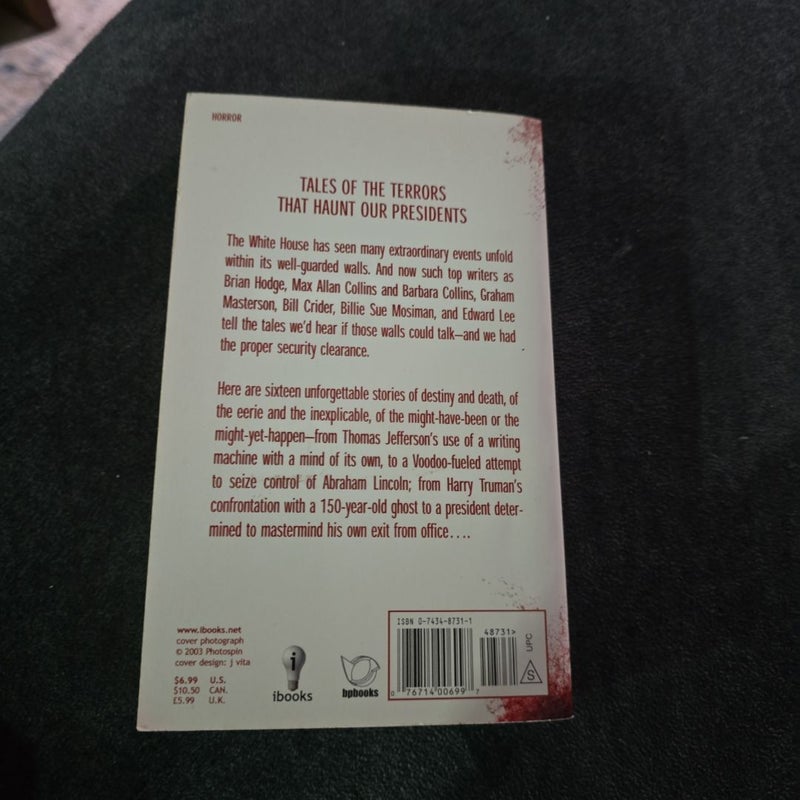 HORROR
TALES OF THE TERRORS
THAT HAUNT OUR PRESIDENTS
The White House has seen many extraordinary events unfold
within its well-guarded walls. And now such top writers as
Brian Hodge, Max Allan Collins and Barbara Collins, Graham
Masterson, Bill Crider, Billie Sue Mosiman, and Edward Lee
tell the tales we'd hear if those walls could talk—and we had
the proper security clearance.
Here are sixteen unforgettable stories of destiny and death, of
the eerie and the inexplicable, of the might-have-been or the
might-yet-happen—from Thomas Jefferson's use of a writing
machine with a mind of its own, to a Voodoo-fueled attempt
to seize control of Abraham Lincoln; from Harry Truman's
confrontation with a 150-year-old ghost to a president deter-
mined to mastermind his own exit from office....
www.ibooks.net
cover photograph
© 2003 Photospin
cover design: j vita
$6.99 U.S.
$10.50 CAN.
£5.99 U.K.
i
ibooks
bpbooks
ISBN 0-7434-8731-1
48731>
0 76714 00699 7
UPC
S